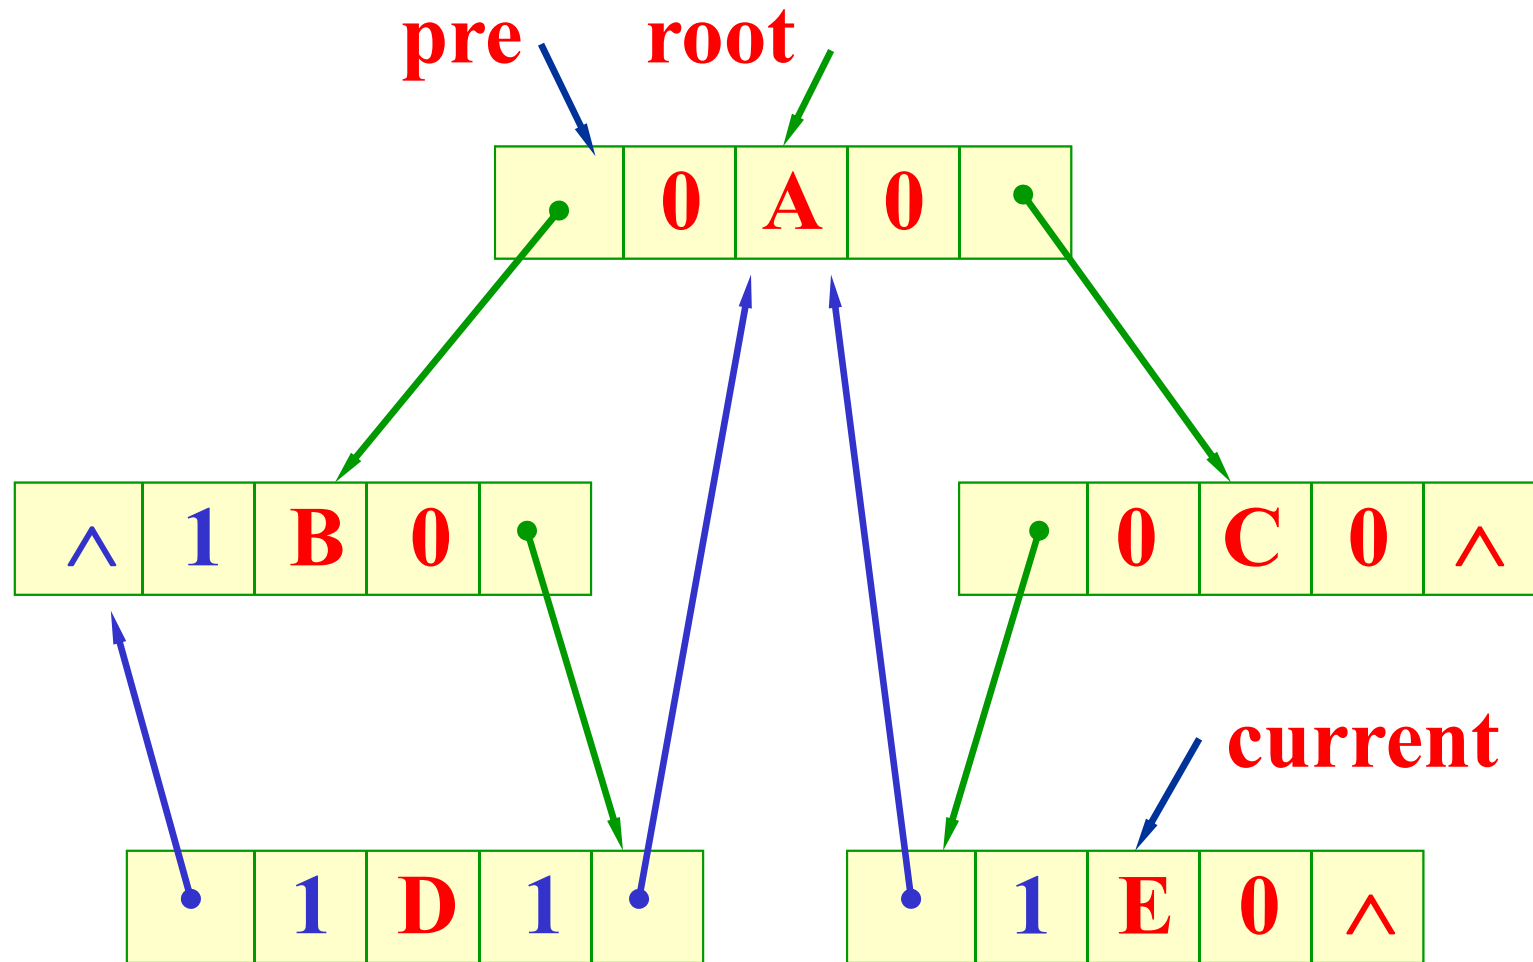 pre root
0 A 0
^ 1 B 0
0 C 0 ^
current
1 D 1
1 E 0 ^